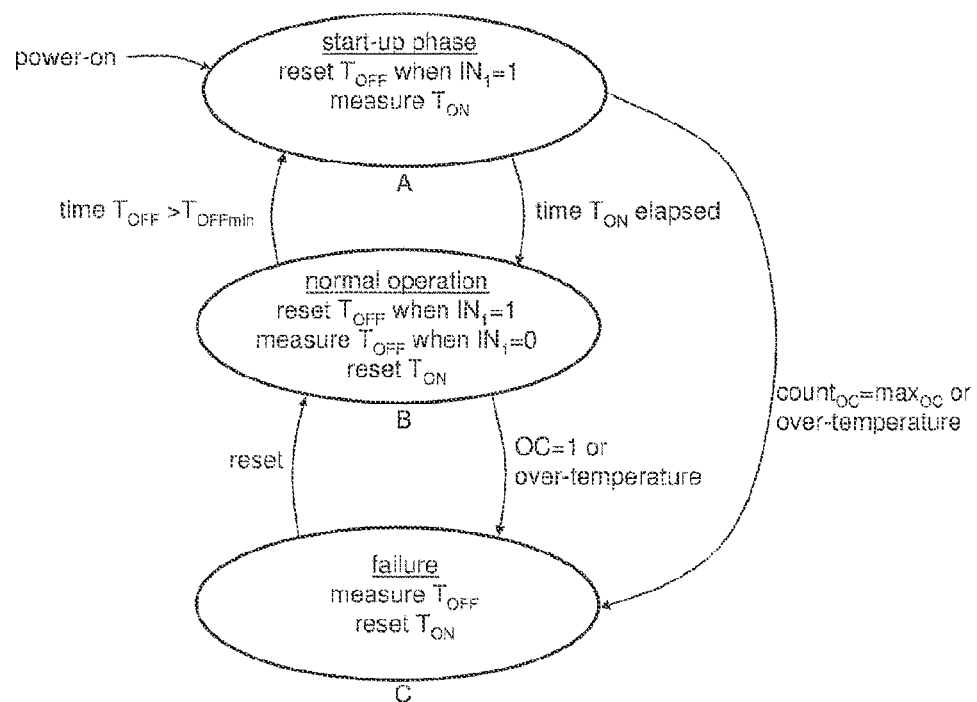 power-on
start-up phase
reset T_OFF when IN_1=1
measure T_ON
A
time T_OFF >T_OFFmin
time T_ON elapsed
normal operation
reset T_OFF when IN_1=1
measure T_OFF when IN_1=0
reset T_ON
B
count_OC=max_OC or
over-temperature
reset
OC=1 or
over-temperature
failure
measure T_OFF
reset T_ON
C